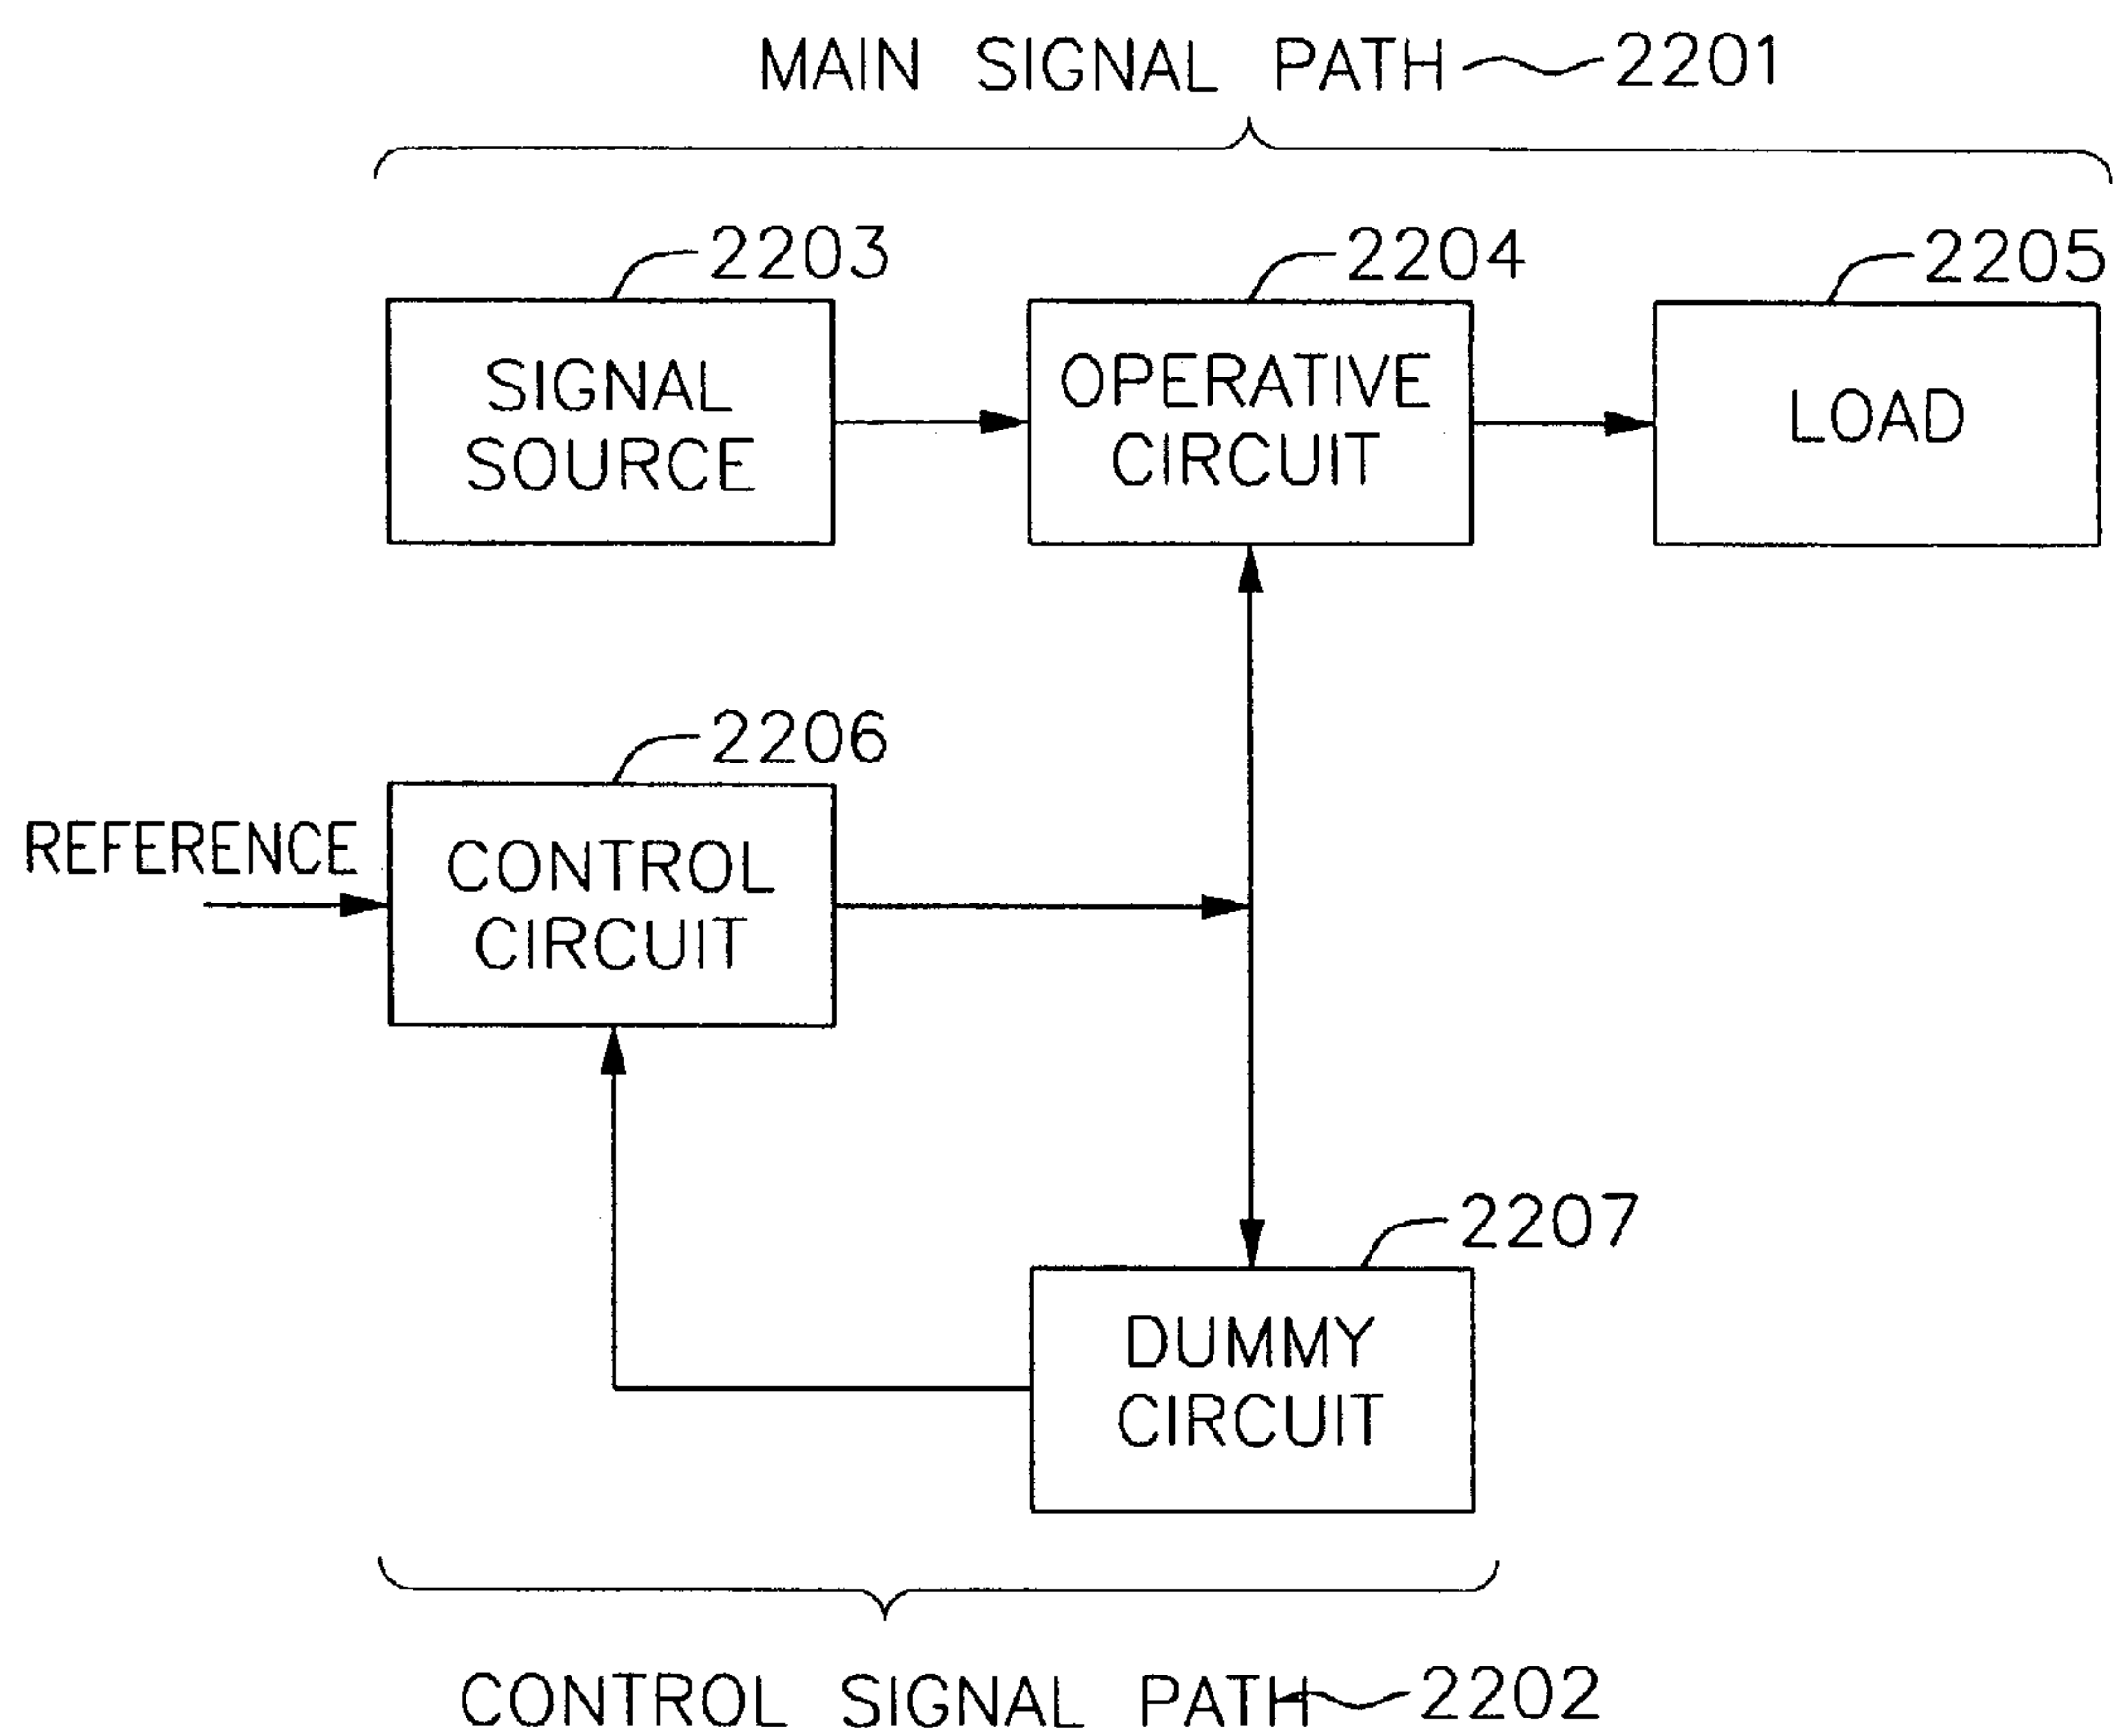 MAIN SIGNAL PATH 2201
2203
2204
2205
SIGNAL
SOURCE
OPERATIVE
CIRCUIT
LOAD
2206
REFERENCE
CONTROL
CIRCUIT
2207
DUMMY
CIRCUIT
CONTROL SIGNAL PATH 2202